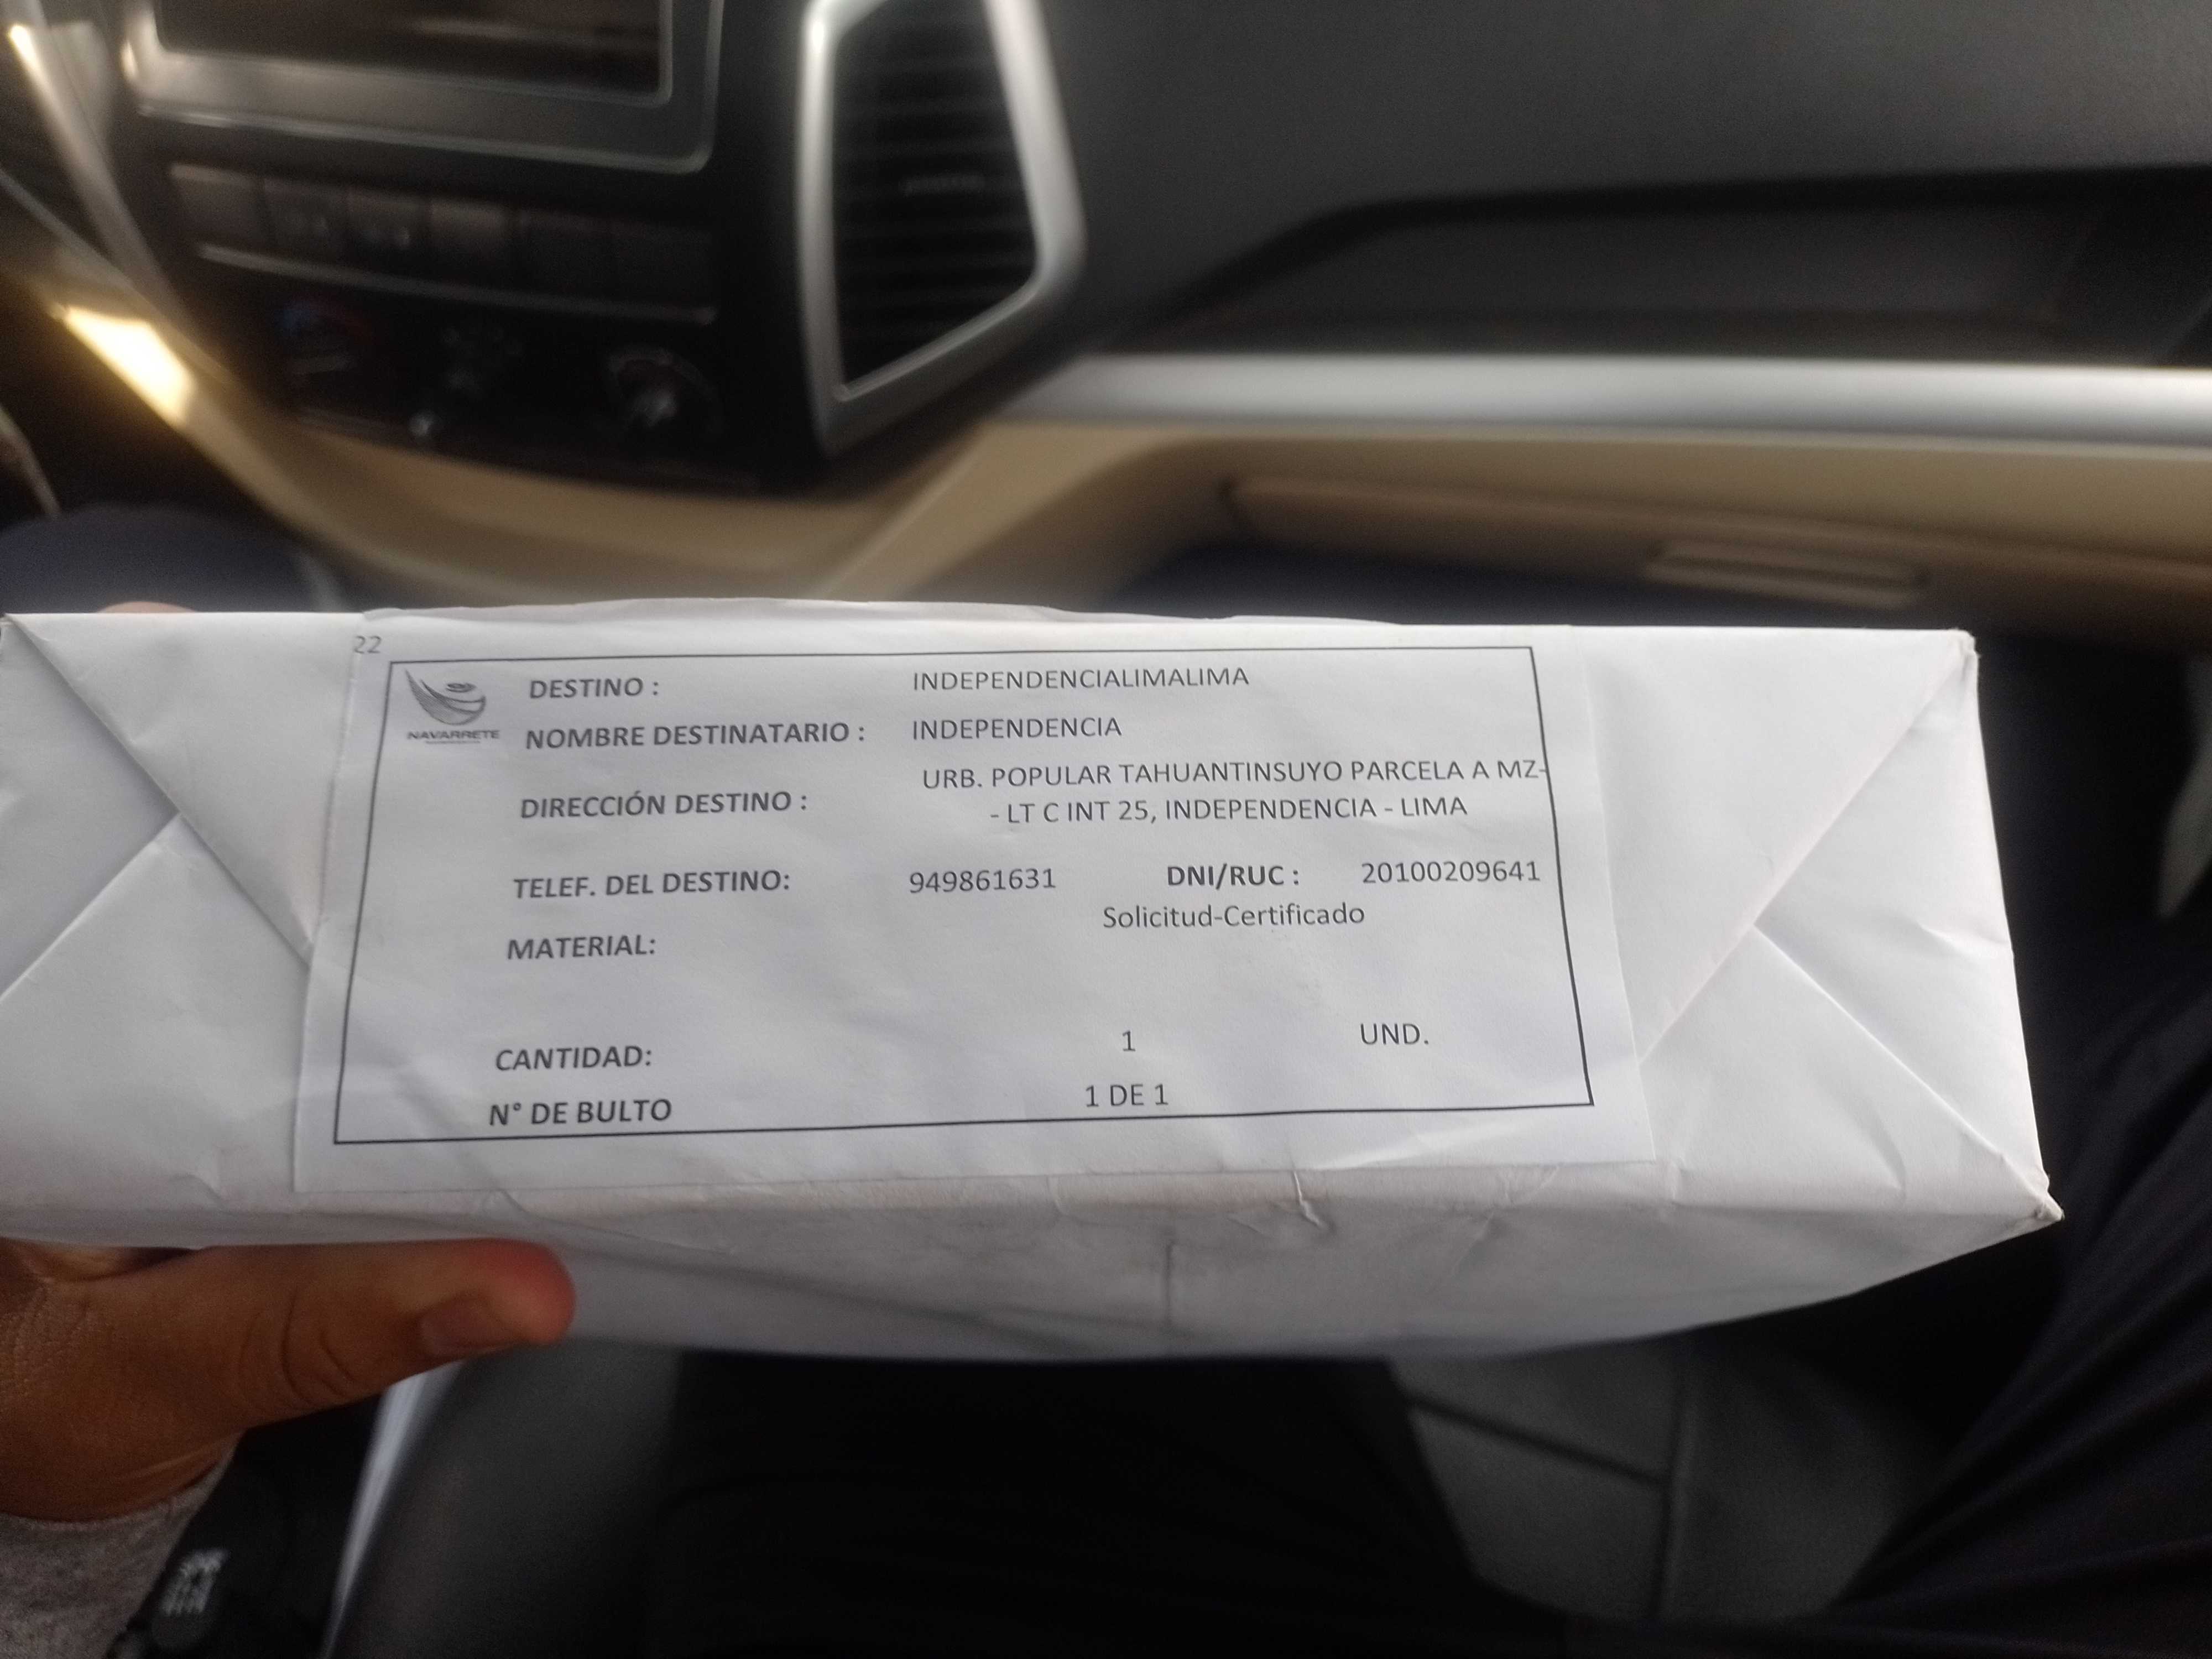 22
NAVARRETE
DESTINO : INDEPENDENCIALIMALIMA
NOMBRE DESTINATARIO : INDEPENDENCIA
DIRECCIÓN DESTINO : URB. POPULAR TAHUANTINSUYO PARCELA A MZ-
- LT C INT 25, INDEPENDENCIA - LIMA
TELEF. DEL DESTINO: 949861631 DNI/RUC : 20100209641
Solicitud-Certificado
MATERIAL:
CANTIDAD: 1 UND.
N° DE BULTO 1 DE 1